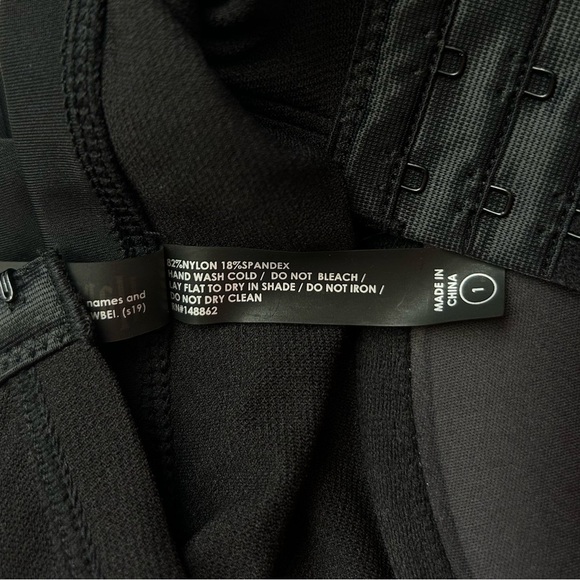 82%NYLON 18%SPANDEX
HAND WASH COLD / DO NOT BLEACH /
LAY FLAT TO DRY IN SHADE / DO NOT IRON /
DO NOT DRY CLEAN
RN#148862
MADE IN
CHINA
1
names and
WBEI. (s19)